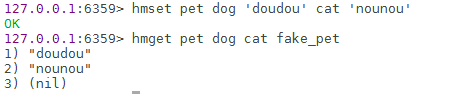 127.0.0.1:6359> hmset pet dog 'doudou' cat 'nounou'
OK
127.0.0.1:6359> hmget pet dog cat fake_pet
1) "doudou"
2) "nounou"
3) (nil)